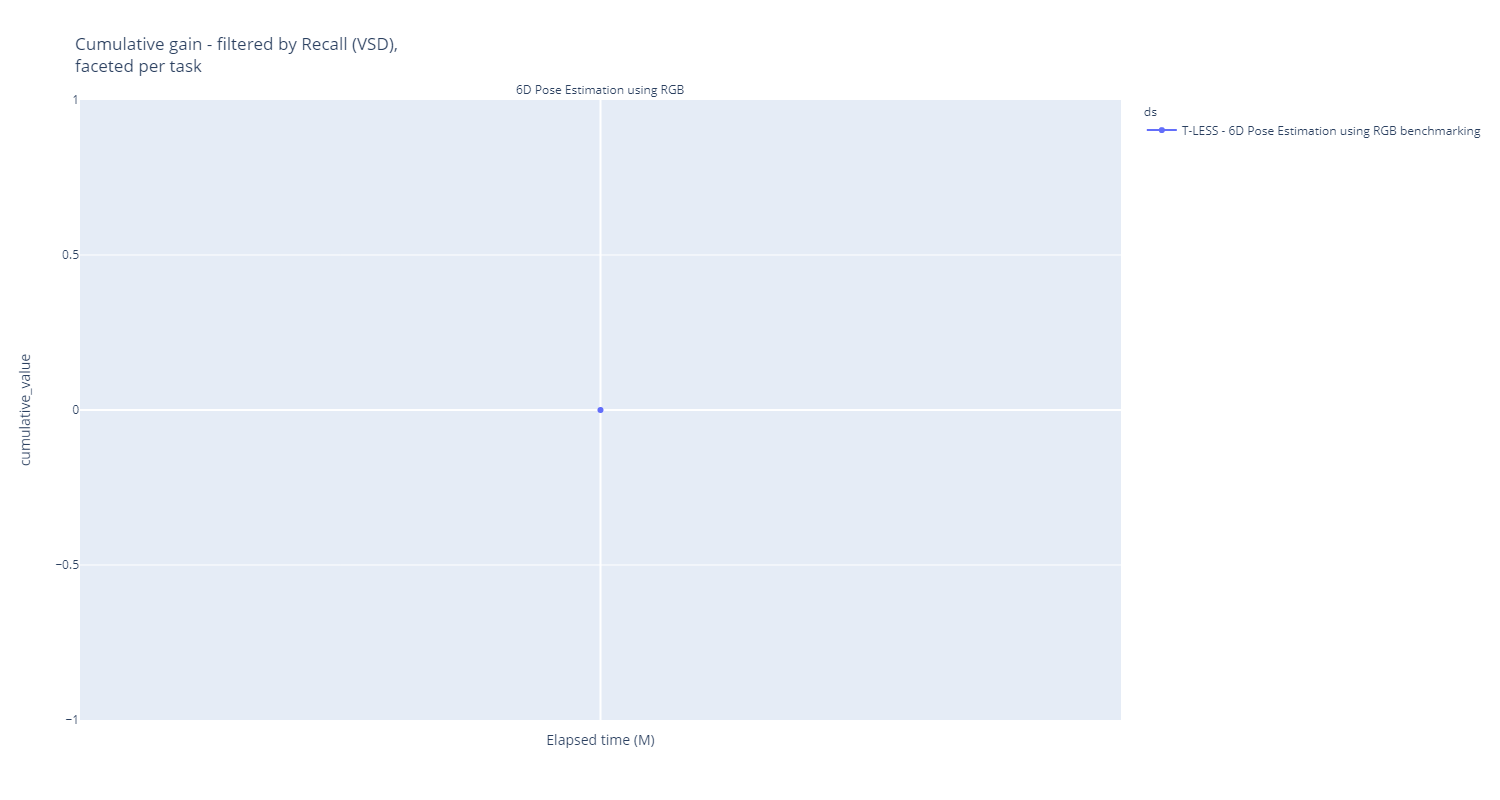 Cumulative gain - filtered by Recall (VSD),
faceted per task
6D Pose Estimation using RGB
1
0.5
0
−0.5
−1
cumulative_value
Elapsed time (M)
ds
T-LESS - 6D Pose Estimation using RGB benchmarking